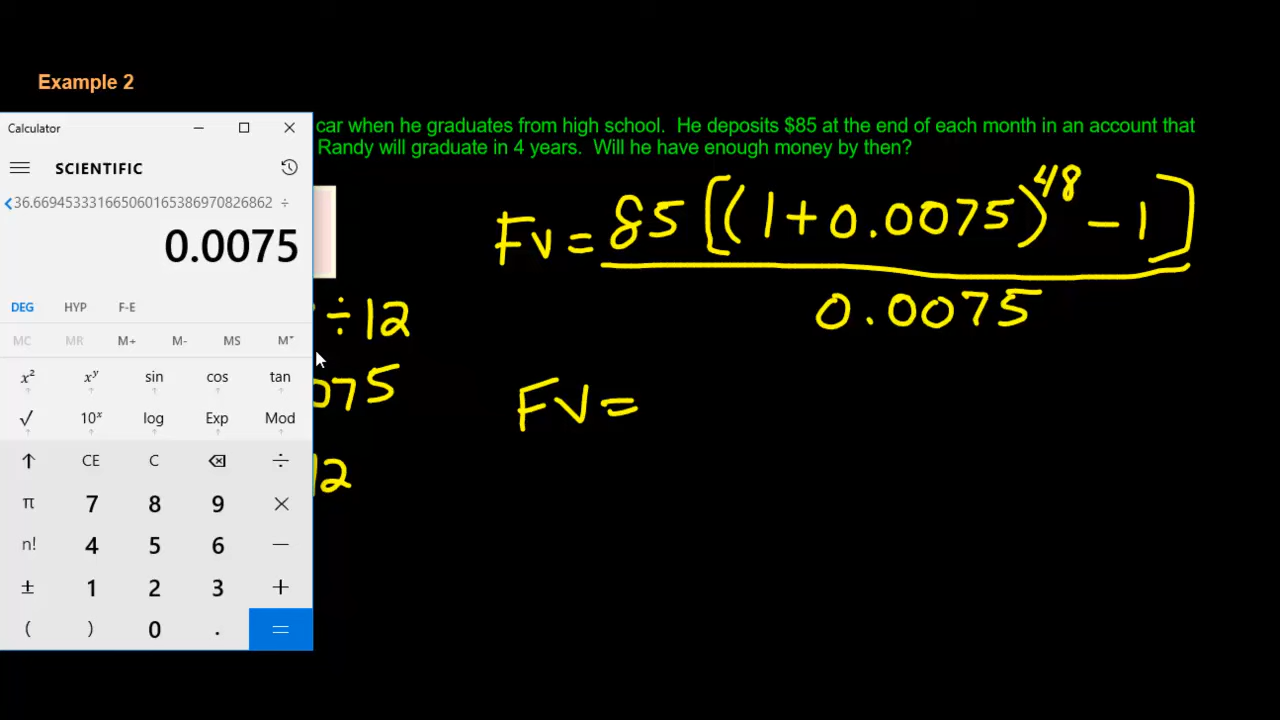 Example 2
Calculator
car when he graduates from high school. He deposits $85 at the end of each month in an account that
Randy will graduate in 4 years. Will he have enough money by then?
SCIENTIFIC
36.669453331665060165386970826862 ÷
0.0075
DEG HYP F-E
MC MR M+ M- MS M˅
x² xʸ sin cos tan
√ 10ˣ log Exp Mod
↑ CE C ⌫ ÷
π 7 8 9 ×
n! 4 5 6 −
± 1 2 3 +
( ) 0 . =
FV = 85 [(1+0.0075)^48 − 1]
0.0075
÷12
075
12
FV =